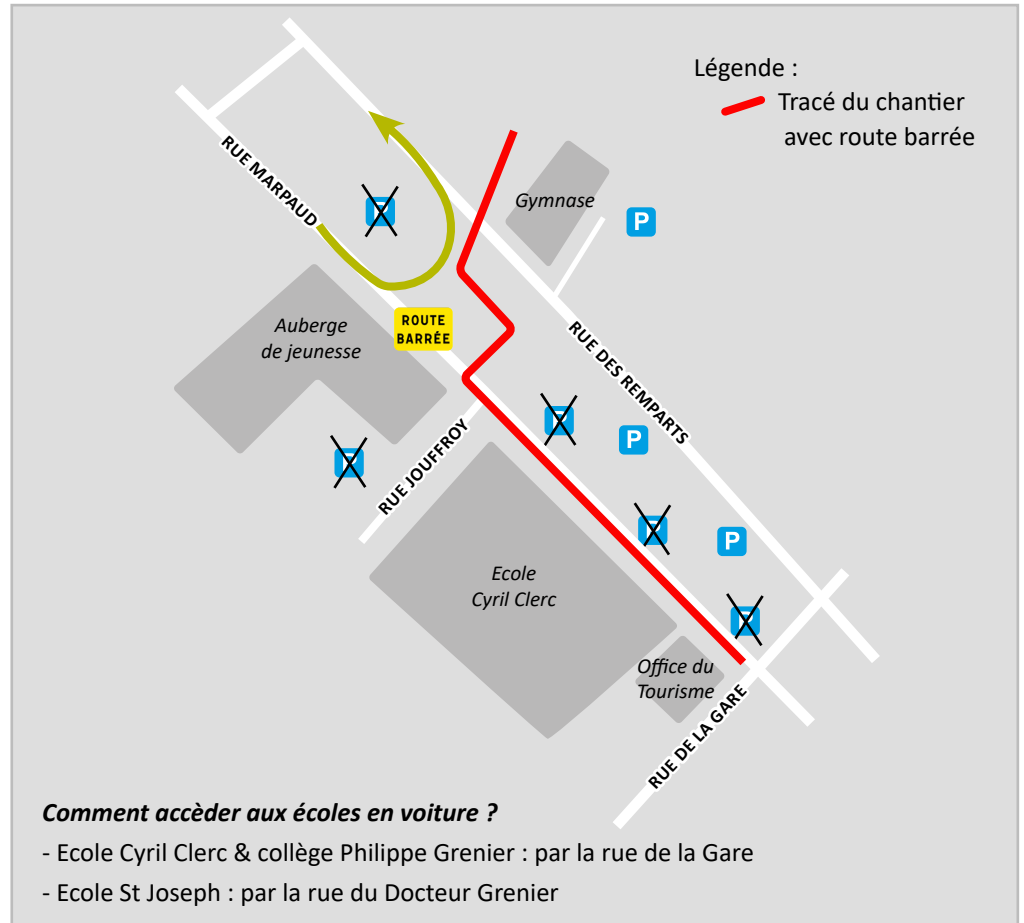 Légende :
Tracé du chantier
avec route barrée
RUE MARPAUD
P
Gymnase
P
ROUTE
BARRÉE
Auberge
de jeunesse
RUE DES REMPARTS
P
P
RUE JOUFFROY
P
P
P
Ecole
Cyril Clerc
P
Office du
Tourisme
RUE DE LA GARE
Comment accèder aux écoles en voiture ?
- Ecole Cyril Clerc & collège Philippe Grenier : par la rue de la Gare
- Ecole St Joseph : par la rue du Docteur Grenier